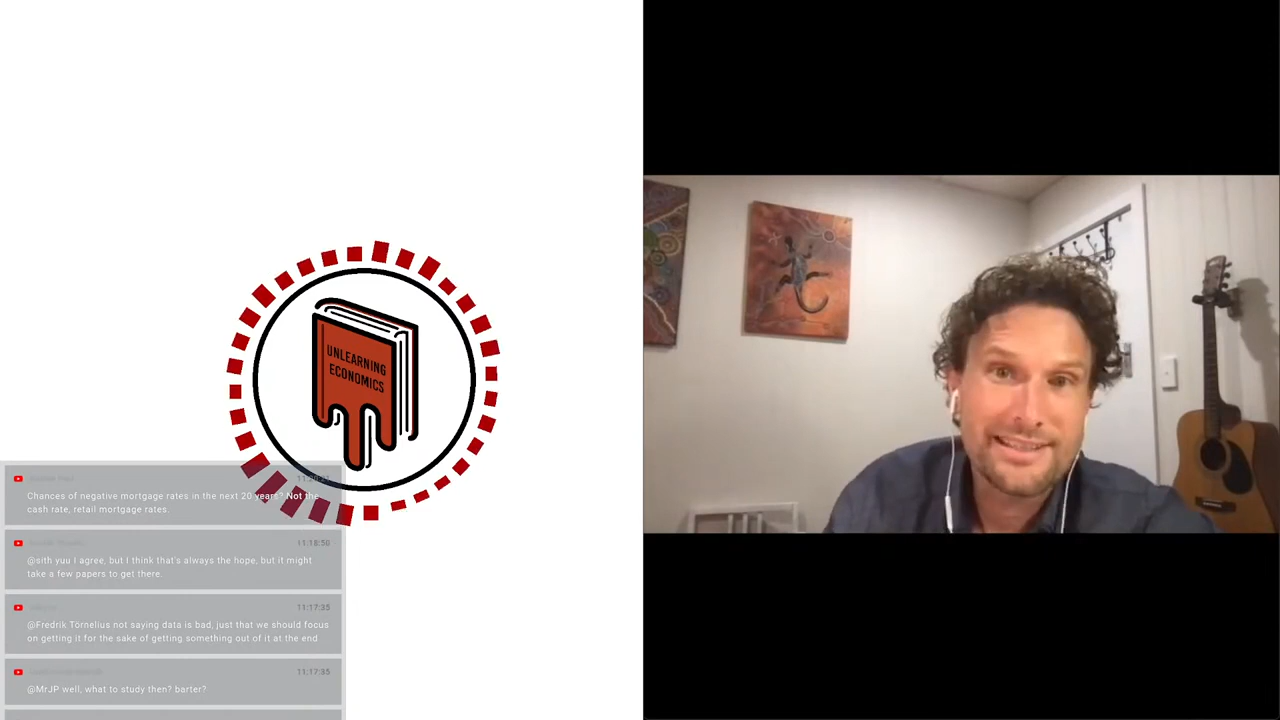 UNLEARNING
ECONOMICS
Chances of negative mortgage rates in the next 20 years? Not the
cash rate, retail mortgage rates.
11:18:50
@sith yuu I agree, but I think that's always the hope, but it might
take a few papers to get there.
11:17:35
@Fredrik Törnelius not saying data is bad, just that we should focus
on getting it for the sake of getting something out of it at the end
11:17:35
@MrJP well, what to study then? barter?